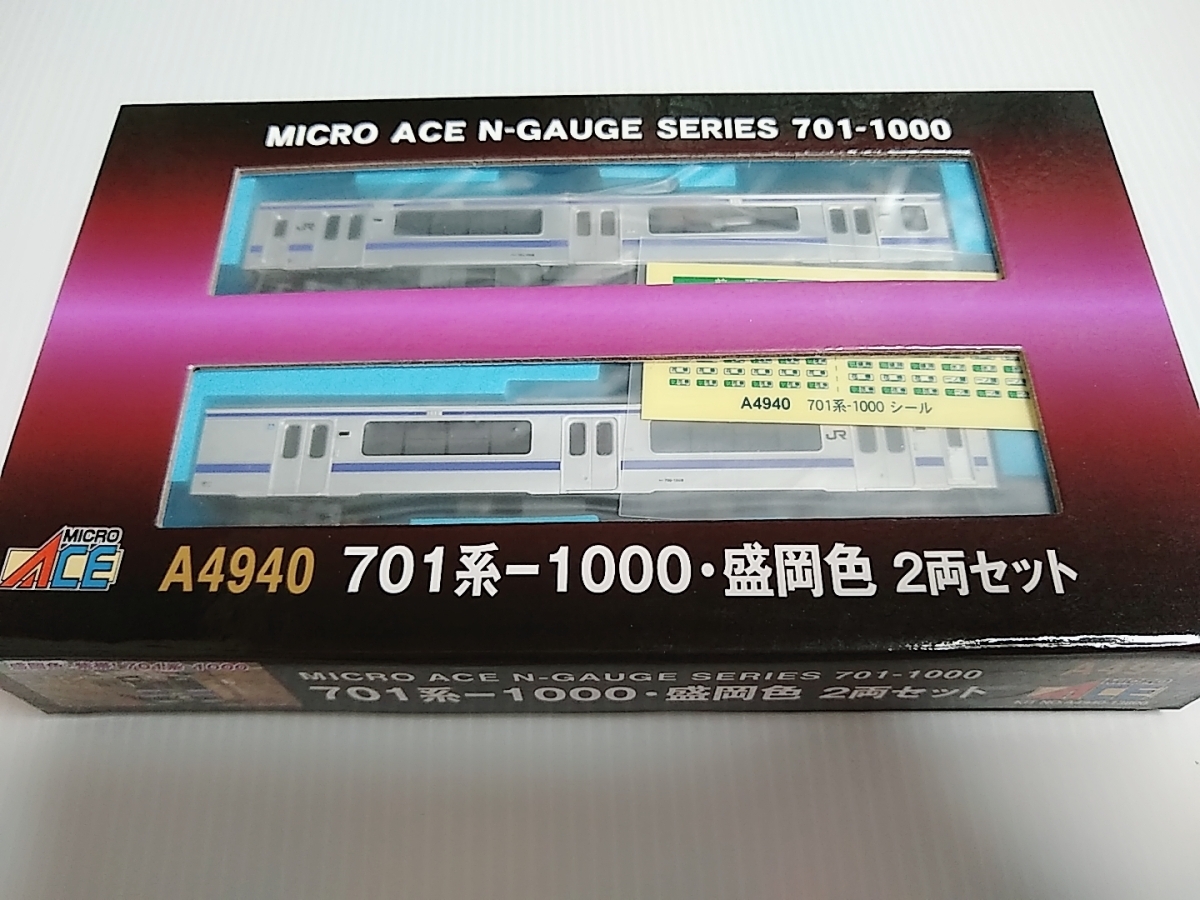 MICRO ACE N-GAUGE SERIES 701-1000
JR
A4940 701系-1000 シール
JR
MICRO
ACE
A4940 701系-1000・盛岡色 2両セット
MICRO ACE N-GAUGE SERIES 701-1000
701系-1000・盛岡色 2両セット
ACE